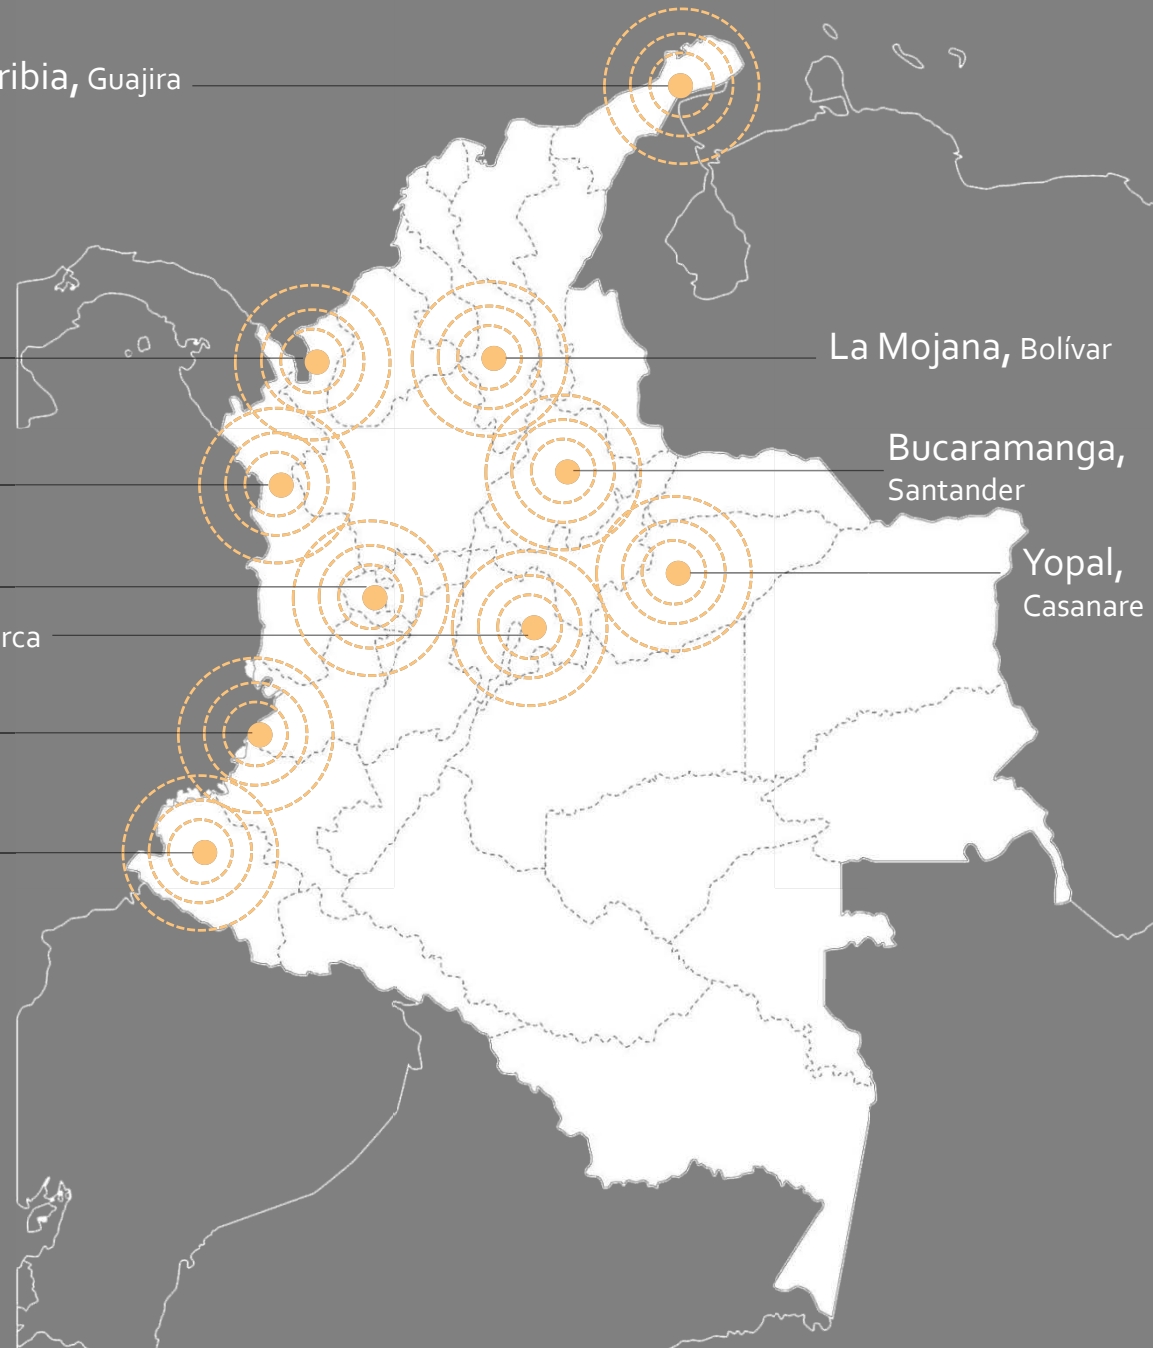 ribia, Guajira
La Mojana, Bolívar
Bucaramanga,
Santander
Yopal,
Casanare
rca